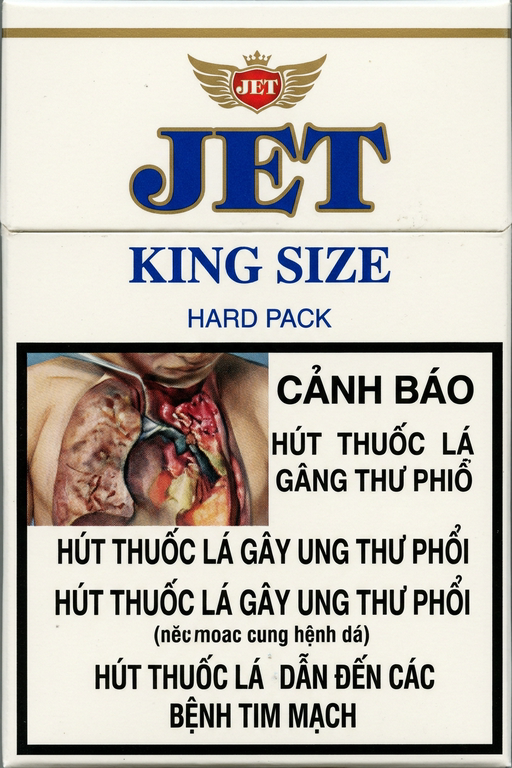 JET
JET
KING SIZE
HARD PACK
CẢNH BÁO
HÚT THUỐC LÁ
GÂNG THƯ PHIỖ
HÚT THUỐC LÁ GÂY UNG THƯ PHỔI
HÚT THUỐC LÁ GÂY UNG THƯ PHỔI
(nĕc moac cung hệnh dá)
HÚT THUỐC LÁ DẪN ĐẾN CÁC
BỆNH TIM MẠCH